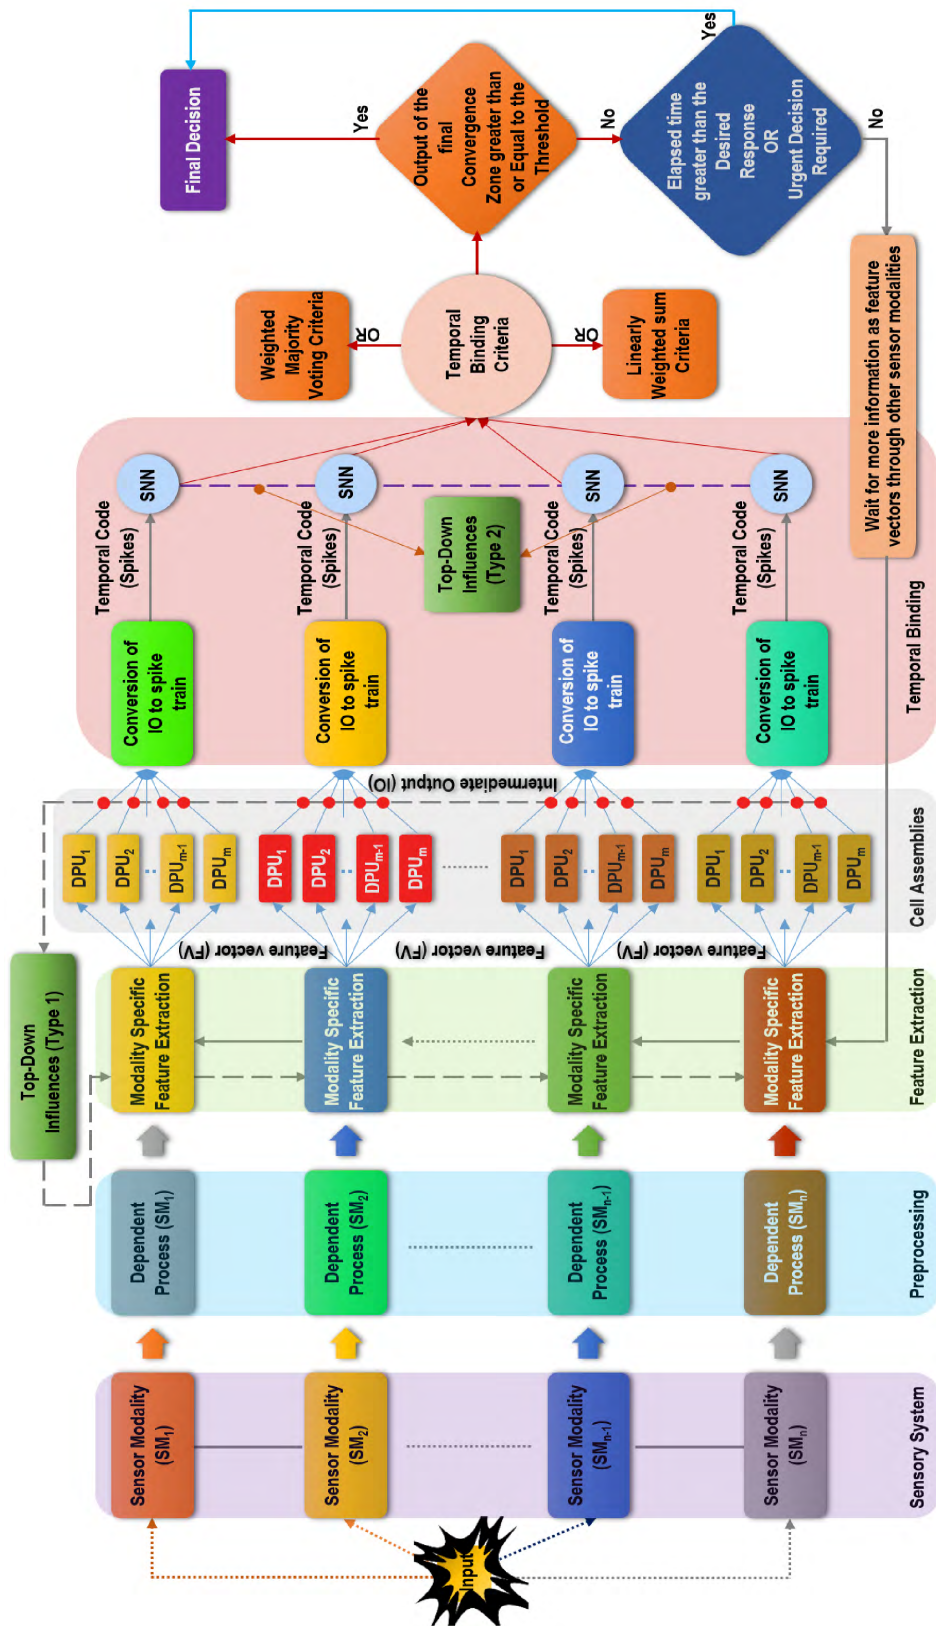 Input
Sensor Modality
(SM1)
Sensor Modality
(SM2)
Sensor Modality
(SMn-1)
Sensor Modality
(SMn)
Sensory System
Dependent
Process (SM1)
Dependent
Process (SM2)
Dependent
Process (SMn-1)
Dependent
Process (SMn)
Preprocessing
Top-Down
Influences (Type 1)
Modality Specific
Feature Extraction
Modality Specific
Feature Extraction
Modality Specific
Feature Extraction
Modality Specific
Feature Extraction
Feature Extraction
Feature vector (FV)
Feature vector (FV)
Feature vector (FV)
DPU1
DPU2
DPUm-1
DPUm
DPU1
DPU2
DPUm-1
DPUm
DPU1
DPU2
DPUm-1
DPUm
DPU1
DPU2
DPUm-1
DPUm
Cell Assemblies
Intermediate Output (IO)
Conversion of
IO to spike
train
Conversion of
IO to spike
train
Conversion of
IO to spike
train
Conversion of
IO to spike
train
Temporal Code
(Spikes)
Temporal Code
(Spikes)
Temporal Code
(Spikes)
Temporal Code
(Spikes)
Top-Down
Influences
(Type 2)
SNN
SNN
SNN
SNN
Temporal Binding
Temporal
Binding
Criteria
OR
OR
Weighted
Majority
Voting Criteria
Linearly
Weighted sum
Criteria
Output of the
final
Convergence
Zone greater than
or Equal to the
Threshold
Yes
No
Final Decision
Elapsed time
greater than the
Desired
Response
OR
Urgent Decision
Required
Yes
No
Wait for more information as feature
vectors through other sensor modalities